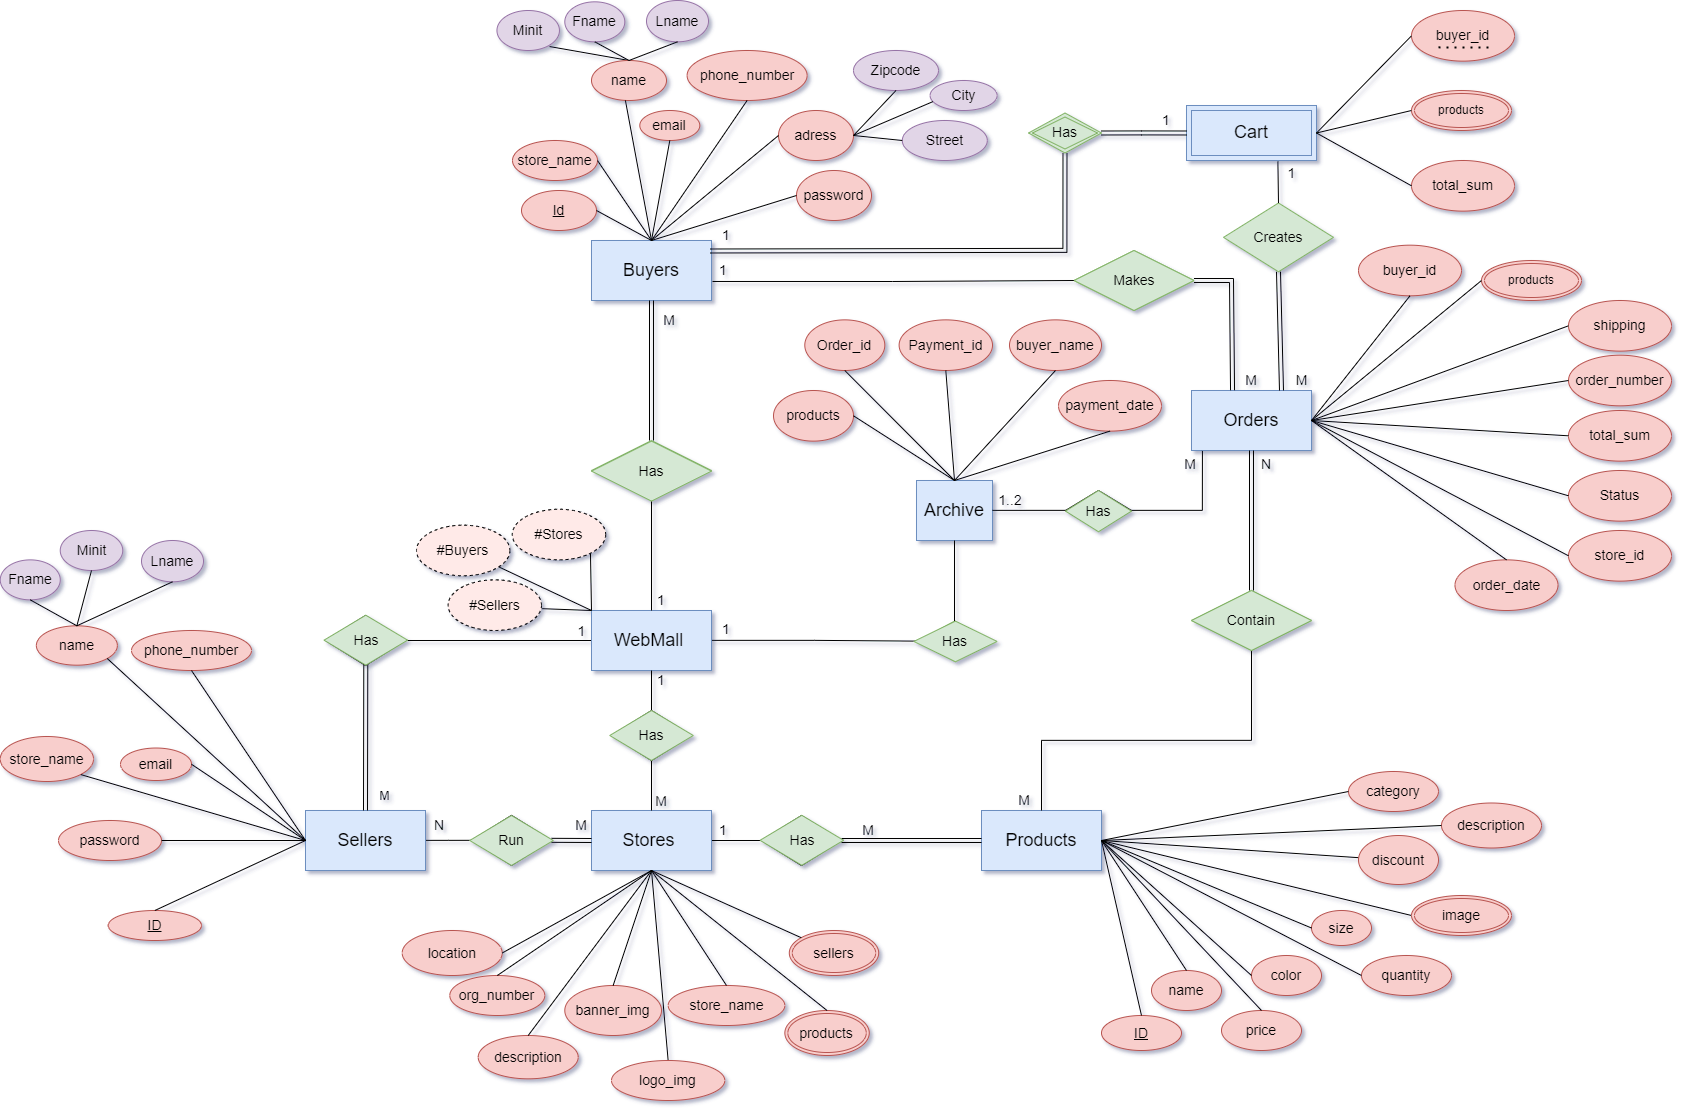 Minit
Fname
Lname
name
phone_number
Zipcode
City
Street
email
adress
store_name
Id
password
Buyers
1
1
M
Has
1
Cart
buyer_id
products
total_sum
1
Creates
Makes
buyer_id
products
shipping
order_number
total_sum
Status
store_id
order_date
M
M
Orders
M
N
Order_id
Payment_id
buyer_name
products
payment_date
Archive
1..2
Has
Has
#Buyers
#Stores
#Sellers
1
1
WebMall
1
1
Has
Contain
Fname
Minit
Lname
name
phone_number
Has
store_name
email
password
ID
M
Sellers
N
Run
M
Has
M
Stores
1
Has
M
M
Products
location
org_number
description
banner_img
logo_img
store_name
sellers
products
category
description
discount
image
size
quantity
color
name
price
ID